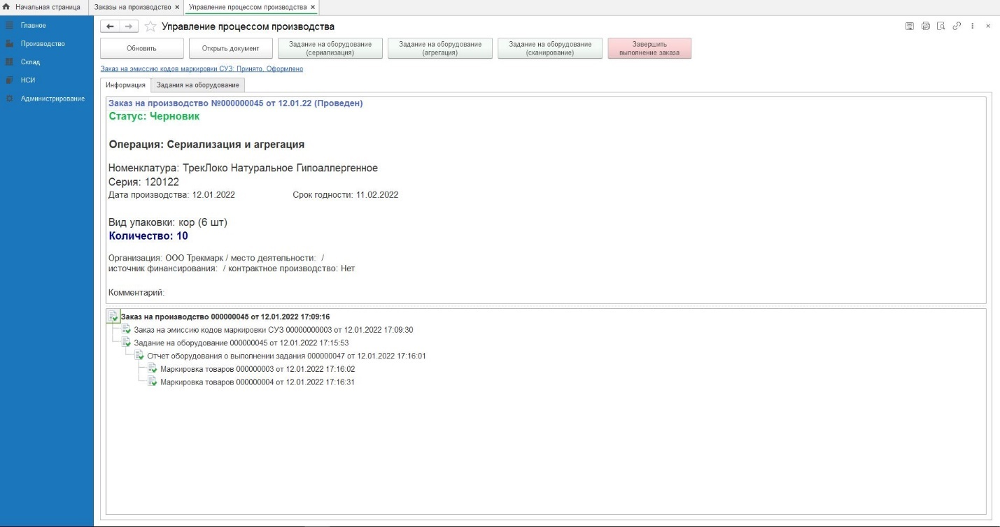 Начальная страница
Заказы на производство ×
Управление процессом производства ×
Главное
Производство
Склад
НСИ
Администрирование
Управление процессом производства
Обновить
Открыть документ
Задание на оборудование
(сериализация)
Задание на оборудование
(агрегация)
Задание на оборудование
(сканирование)
Завершить
выполнение заказа
Заказ на эмиссию кодов маркировки СУЗ: Принято. Оформлено
Информация
Задания на оборудование
Заказ на производство №000000045 от 12.01.22 (Проведен)
Статус: Черновик
Операция: Сериализация и агрегация
Номенклатура: ТрекЛоко Натуральное Гипоаллергенное
Серия: 120122
Дата производства: 12.01.2022 Срок годности: 11.02.2022
Вид упаковки: кор (6 шт)
Количество: 10
Организация: ООО Трекмарк / место деятельности: /
источник финансирования: / контрактное производство: Нет
Комментарий:
Заказ на производство 000000045 от 12.01.2022 17:09:16
Заказ на эмиссию кодов маркировки СУЗ 00000000003 от 12.01.2022 17:09:30
Задание на оборудование 000000045 от 12.01.2022 17:15:53
Отчет оборудования о выполнении задания 000000047 от 12.01.2022 17:16:01
Маркировка товаров 000000003 от 12.01.2022 17:16:02
Маркировка товаров 000000004 от 12.01.2022 17:16:31